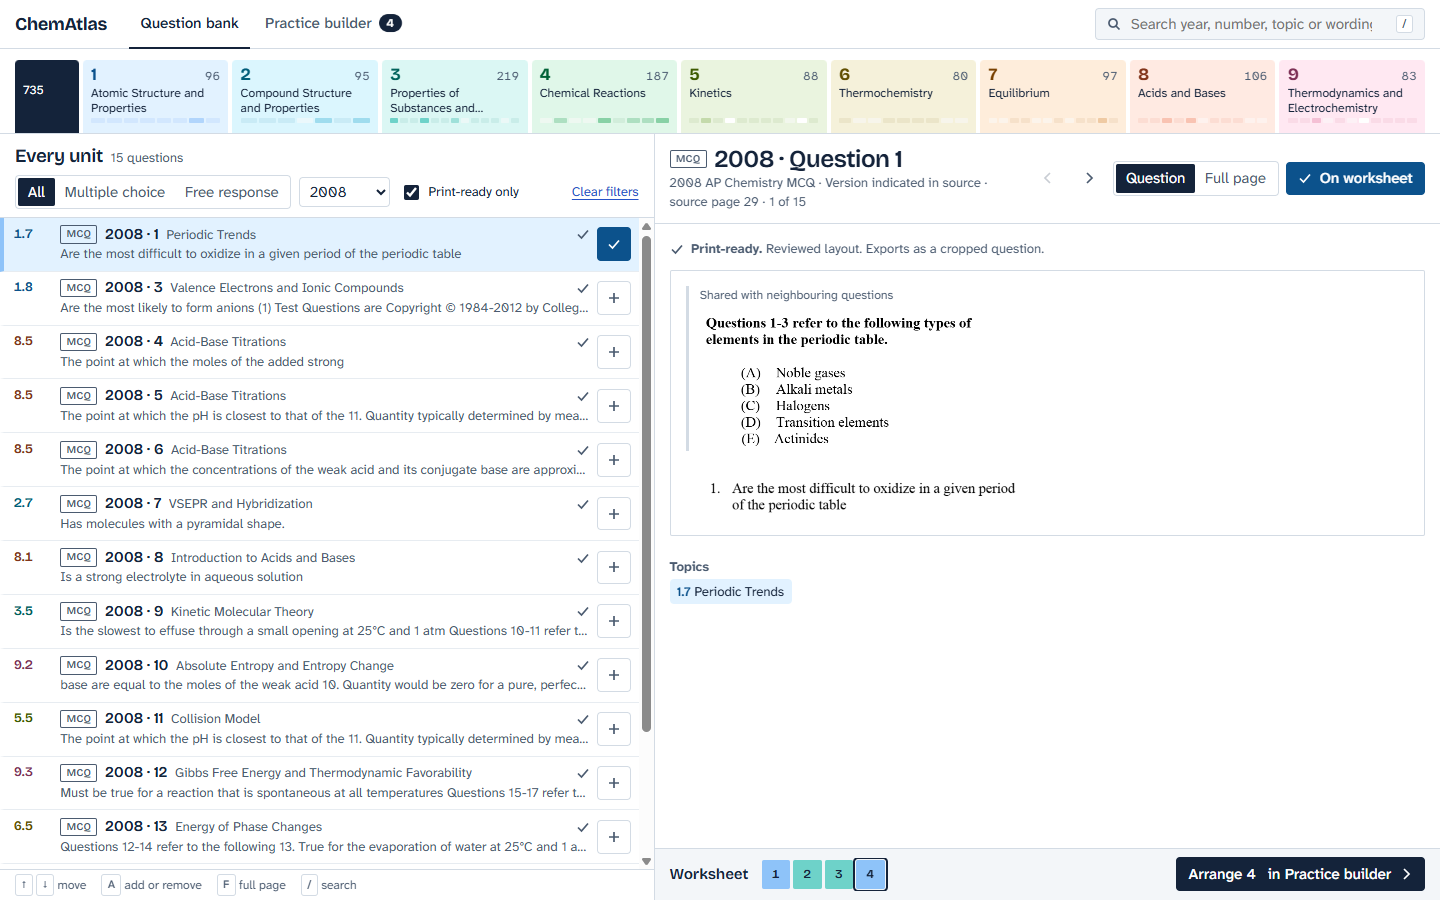 ChemAtlas
Question bank
Practice builder 4
Search year, number, topic or wording
/
735
1 96
Atomic Structure and
Properties
2 95
Compound Structure
and Properties
3 219
Properties of
Substances and...
4 187
Chemical Reactions
5 88
Kinetics
6 80
Thermochemistry
7 97
Equilibrium
8 106
Acids and Bases
9 83
Thermodynamics and
Electrochemistry
Every unit 15 questions
All Multiple choice Free response
2008
Print-ready only
Clear filters
1.7 MCQ 2008 · 1 Periodic Trends
Are the most difficult to oxidize in a given period of the periodic table
1.8 MCQ 2008 · 3 Valence Electrons and Ionic Compounds
Are the most likely to form anions (1) Test Questions are Copyright © 1984-2012 by Colleg...
8.5 MCQ 2008 · 4 Acid-Base Titrations
The point at which the moles of the added strong
8.5 MCQ 2008 · 5 Acid-Base Titrations
The point at which the pH is closest to that of the 11. Quantity typically determined by mea...
8.5 MCQ 2008 · 6 Acid-Base Titrations
The point at which the concentrations of the weak acid and its conjugate base are approxi...
2.7 MCQ 2008 · 7 VSEPR and Hybridization
Has molecules with a pyramidal shape.
8.1 MCQ 2008 · 8 Introduction to Acids and Bases
Is a strong electrolyte in aqueous solution
3.5 MCQ 2008 · 9 Kinetic Molecular Theory
Is the slowest to effuse through a small opening at 25°C and 1 atm Questions 10-11 refer t...
9.2 MCQ 2008 · 10 Absolute Entropy and Entropy Change
base are equal to the moles of the weak acid 10. Quantity would be zero for a pure, perfec...
5.5 MCQ 2008 · 11 Collision Model
The point at which the pH is closest to that of the 11. Quantity typically determined by mea...
9.3 MCQ 2008 · 12 Gibbs Free Energy and Thermodynamic Favorability
Must be true for a reaction that is spontaneous at all temperatures Questions 15-17 refer t...
6.5 MCQ 2008 · 13 Energy of Phase Changes
Questions 12-14 refer to the following 13. True for the evaporation of water at 25°C and 1 a...
↑ ↓ move A add or remove F full page / search
MCQ 2008 · Question 1
2008 AP Chemistry MCQ · Version indicated in source ·
source page 29 · 1 of 15
Question Full page
On worksheet
Print-ready. Reviewed layout. Exports as a cropped question.
Shared with neighbouring questions
Questions 1-3 refer to the following types of
elements in the periodic table.
(A) Noble gases
(B) Alkali metals
(C) Halogens
(D) Transition elements
(E) Actinides
1. Are the most difficult to oxidize in a given period
of the periodic table
Topics
1.7 Periodic Trends
Worksheet 1 2 3 4
Arrange 4 in Practice builder